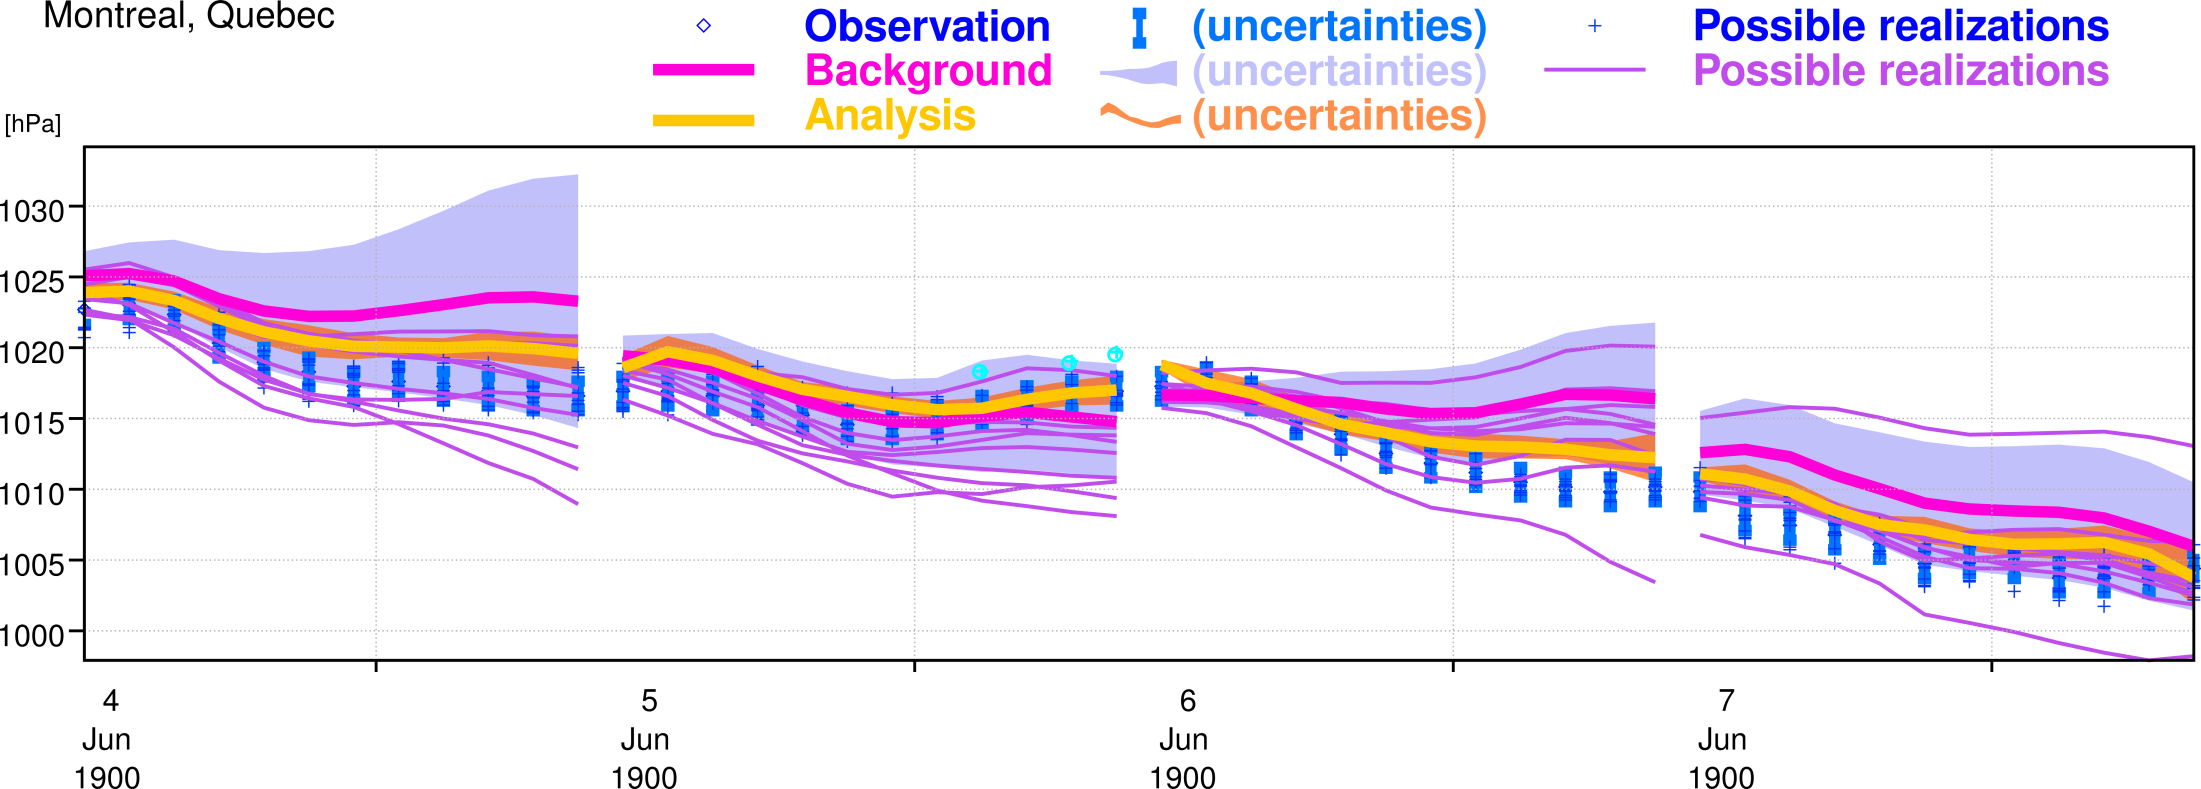 Montreal, Quebec
Observation (uncertainties) Possible realizations
Background (uncertainties) Possible realizations
Analysis (uncertainties)
[hPa]
1030
1025
1020
1015
1010
1005
1000
4 5 6 7
Jun Jun Jun Jun
1900 1900 1900 1900